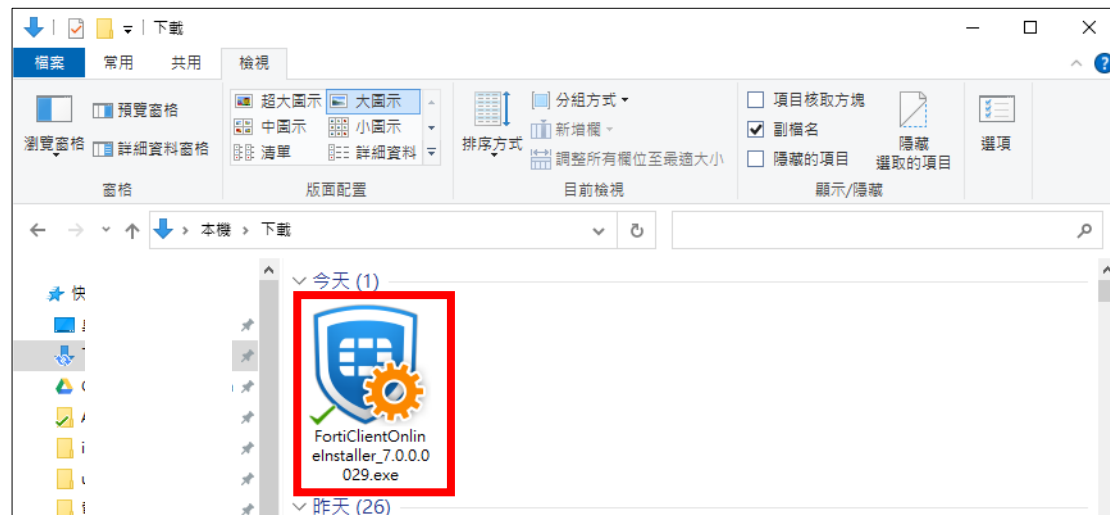 下載
檔案 常用 共用 檢視
預覽窗格
瀏覽窗格
詳細資料窗格
窗格
超大圖示 大圖示
中圖示 小圖示
清單 詳細資料
版面配置
排序方式
分組方式
新增欄
調整所有欄位至最適大小
目前檢視
項目核取方塊
副檔名
隱藏的項目
隱藏
選取的項目
顯示/隱藏
選項
本機 › 下載
快
今天 (1)
FortiClientOnlin
eInstaller_7.0.0.0
029.exe
昨天 (26)